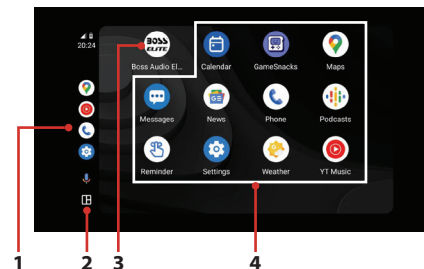 20:24
BOSS
ELITE
Boss Audio El... Calendar GameSnacks Maps
Messages News Phone Podcasts
Reminder Settings Weather YT Music
1 2 3 4